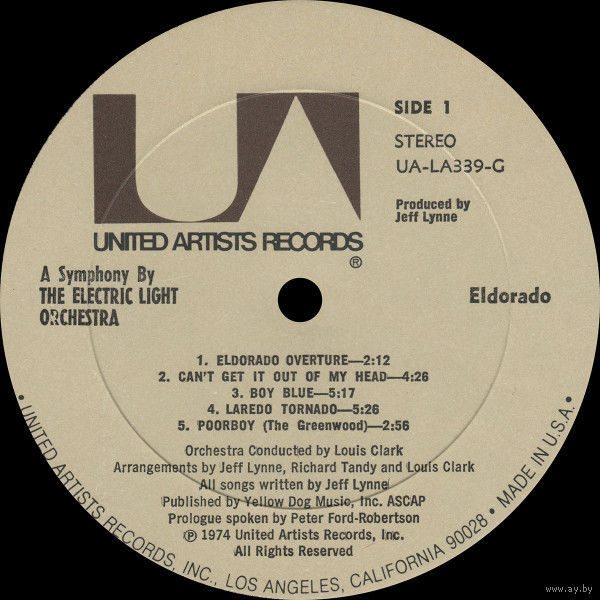 UA
SIDE 1
STEREO
UA-LA339-G
Produced by
Jeff Lynne
UNITED ARTISTS RECORDS
®
A Symphony By
THE ELECTRIC LIGHT
ORCHESTRA
Eldorado
1. ELDORADO OVERTURE—2:12
2. CAN'T GET IT OUT OF MY HEAD—4:26
3. BOY BLUE—5:17
4. LAREDO TORNADO—5:26
5. POORBOY (The Greenwood)—2:56
Orchestra Conducted by Louis Clark
Arrangements by Jeff Lynne, Richard Tandy and Louis Clark
All songs written by Jeff Lynne
Published by Yellow Dog Music, Inc. ASCAP
Prologue spoken by Peter Ford-Robertson
℗ 1974 United Artists Records, Inc.
All Rights Reserved
• UNITED ARTISTS RECORDS, INC., LOS ANGELES, CALIFORNIA 90028 • MADE IN U.S.A. •
www.ay.by